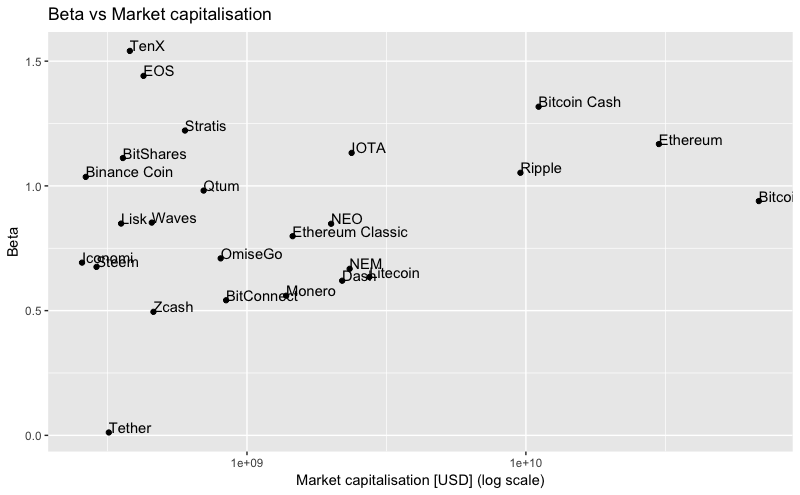 Beta vs Market capitalisation
TenX
EOS
Bitcoin Cash
Stratis
Ethereum
IOTA
BitShares
Ripple
Binance Coin
Qtum
Bitcoi
NEO
Lisk
Waves
Ethereum Classic
OmiseGo
Iconomi
Steem
NEM
Litecoin
Dash
Monero
BitConnect
Zcash
Tether
1.5
1.0
0.5
0.0
Beta
1e+09
1e+10
Market capitalisation [USD] (log scale)